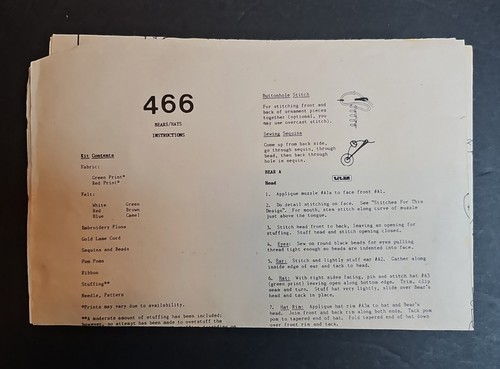 466
BEARS/HATS
INSTRUCTIONS
Kit Contents
Fabric:
Green Print*
Red Print*
Felt:
White Green
Red Brown
Blue Camel
Embroidery Floss
Gold Lame Cord
Sequins and Beads
Pom Poms
Ribbon
Stuffing**
Needle, Pattern
*Prints may vary due to availability.
**A moderate amount of stuffing has been included;
however, no attempt has been made to overstuff the
Buttonhole Stitch
For stitching front and
back of ornament pieces
together (optional, you
may use overcast stitch).
Sewing Sequins
Come up from back side,
go through sequin, through
bead, then back through
hole in sequin.
BEAR A
Head
1. Applique muzzle #A3a to face front #A1.
2. Do detail stitching on face. See "Stitches For This
Design". For mouth, stem stitch along curve of muzzle
just above the tongue.
3. Stitch head front to back, leaving an opening for
stuffing. Stuff head and stitch opening closed.
4. Eyes: Sew on round black beads for eyes pulling
thread tight enough so beads are indented into face.
5. Ear: Stitch and lightly stuff ear #A2. Gather along
inside edge of ear and tack to head.
6. Hat: With right sides facing, pin and stitch hat #A3
(green print) leaving open along bottom edge. Trim, clip
seam and turn. Stuff hat very lightly, slide over Bear's
head and tack in place.
7. Hat Rim: Applique hat rim #A3a to hat and Bear's
head. Join front and back rim along both ends. Tack pom
pom to tapered end of hat. Fold tapered end of hat down
over front rim and tack.